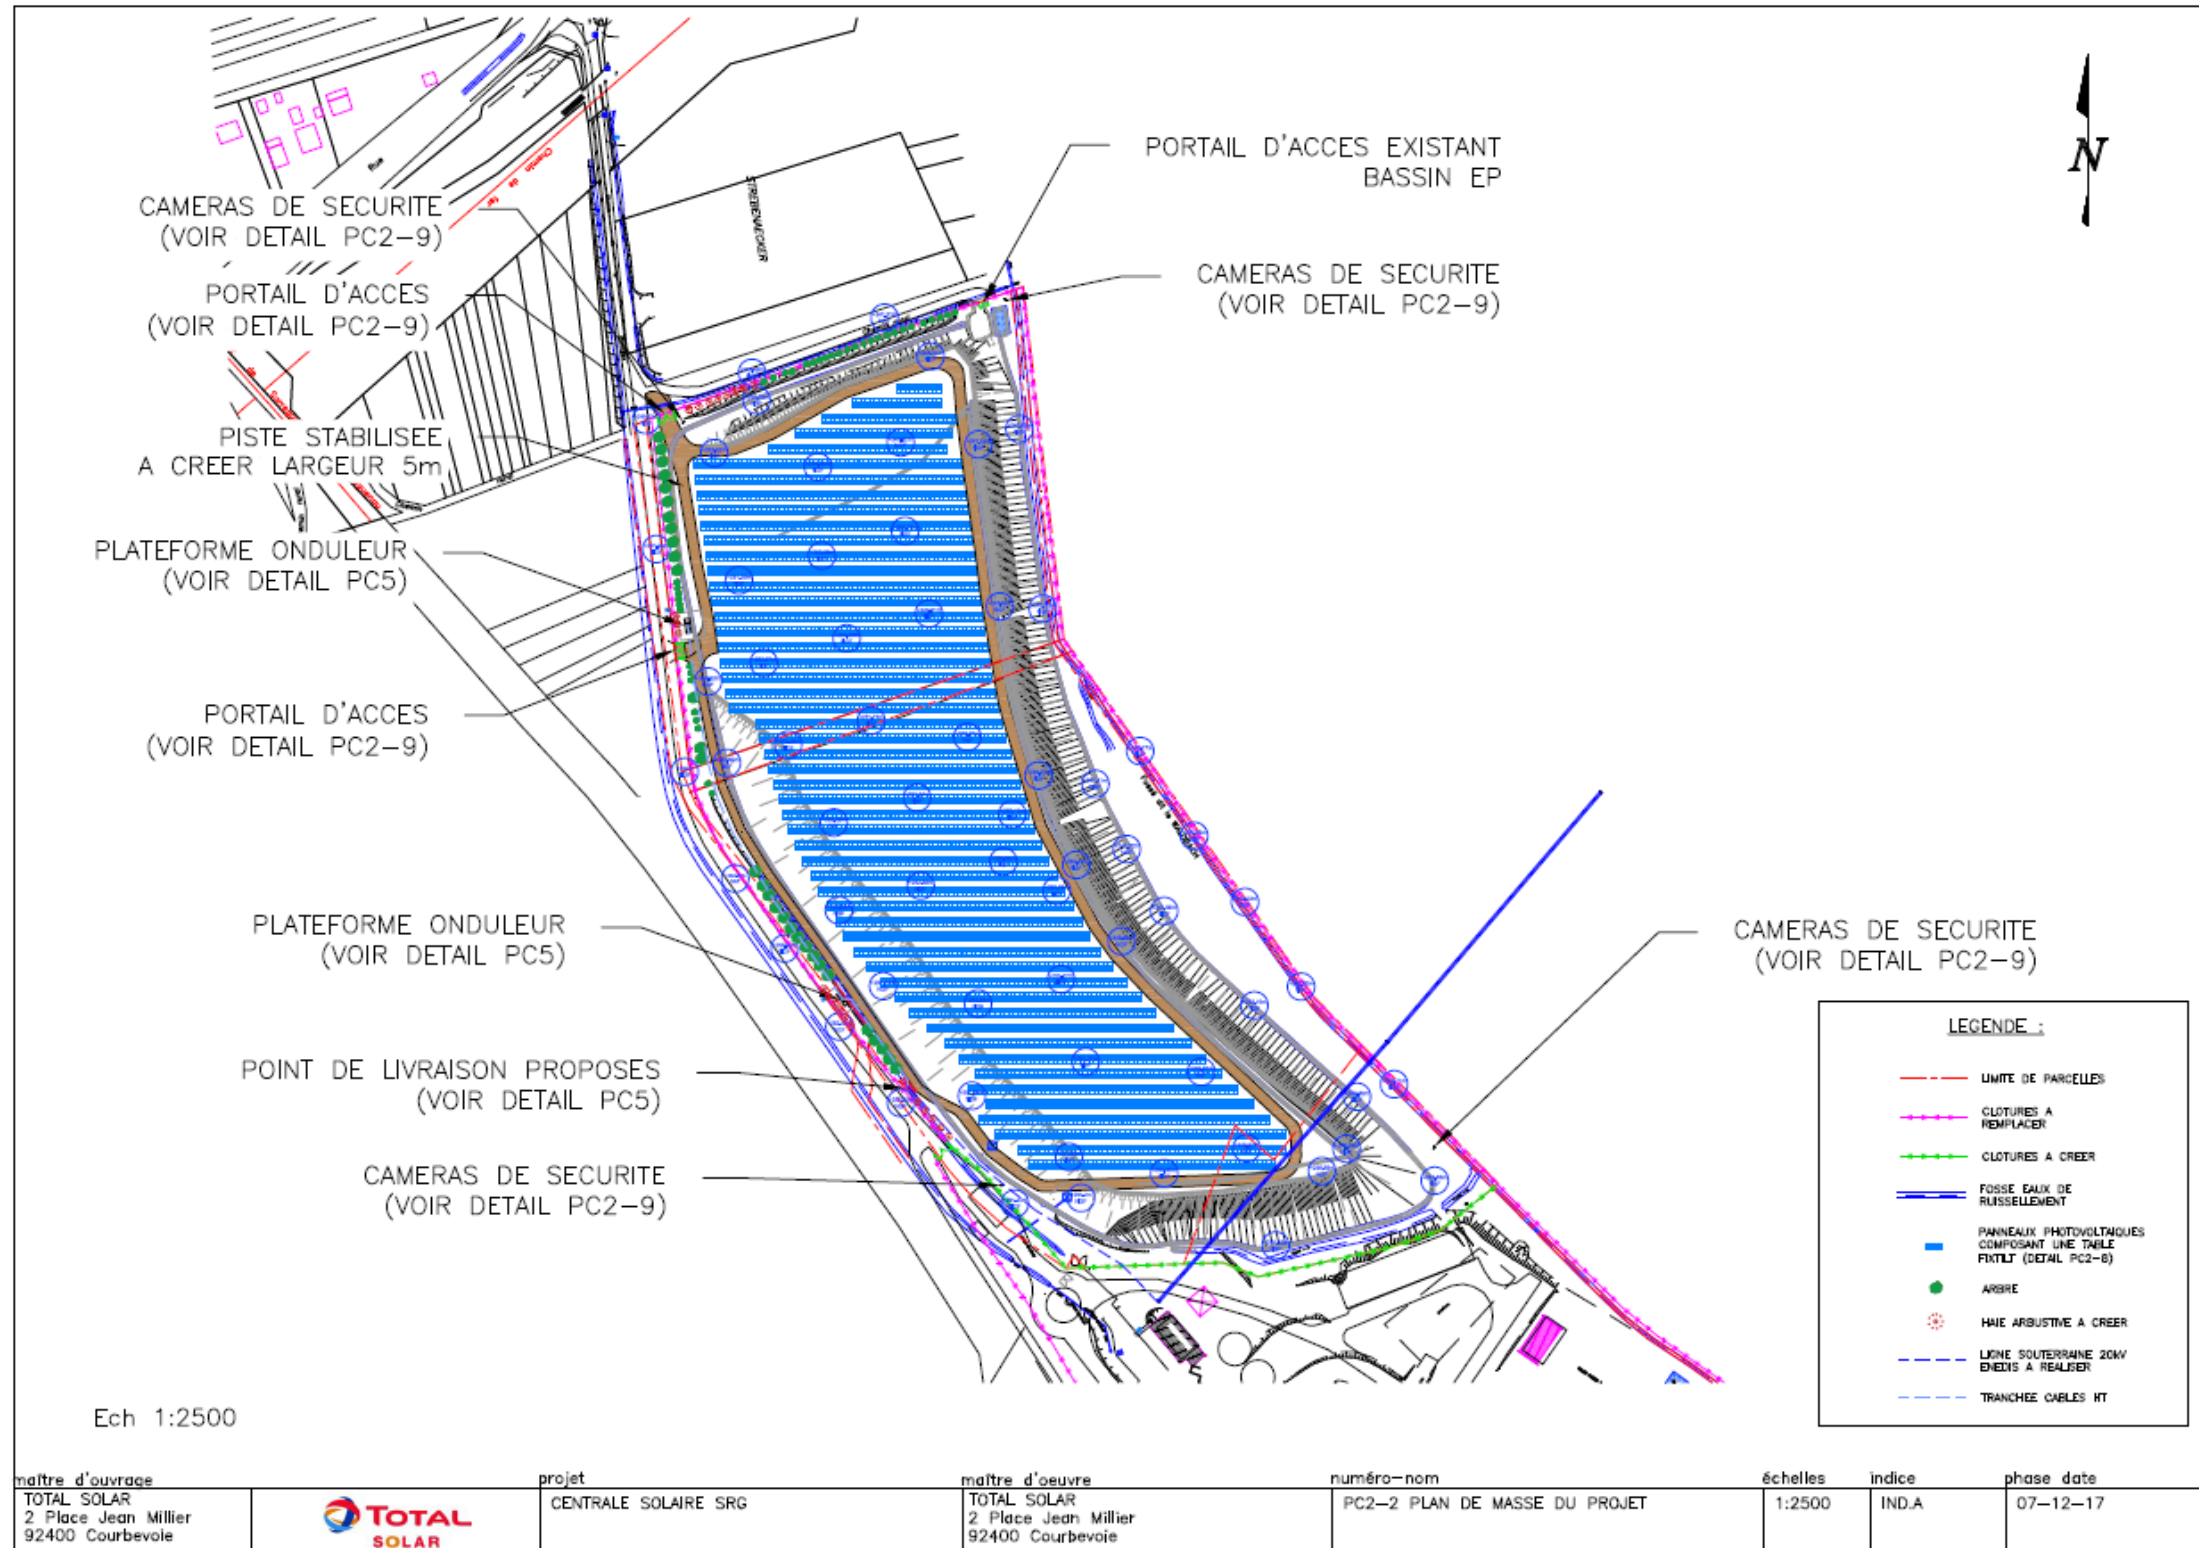 PORTAIL D'ACCES EXISTANT
BASSIN EP
N
STREBENAECKER
Rue
Chemin de fer
CAMERAS DE SECURITE
(VOIR DETAIL PC2-9)
CAMERAS DE SECURITE
(VOIR DETAIL PC2-9)
PORTAIL D'ACCES
(VOIR DETAIL PC2-9)
PISTE STABILISEE
A CREER LARGEUR 5m
PLATEFORME ONDULEUR
(VOIR DETAIL PC5)
PORTAIL D'ACCES
(VOIR DETAIL PC2-9)
PLATEFORME ONDULEUR
(VOIR DETAIL PC5)
CAMERAS DE SECURITE
(VOIR DETAIL PC2-9)
POINT DE LIVRAISON PROPOSES
(VOIR DETAIL PC5)
CAMERAS DE SECURITE
(VOIR DETAIL PC2-9)
LEGENDE :
LIMITE DE PARCELLES
CLOTURES A
REMPLACER
CLOTURES A CREER
FOSSE EAUX DE
RUISSELLEMENT
PANNEAUX PHOTOVOLTAIQUES
COMPOSANT UNE TABLE
FIXTILT (DETAIL PC2-8)
ARBRE
HAIE ARBUSTIVE A CREER
LIGNE SOUTERRAINE 20kV
ENEDIS A REALISER
TRANCHEE CABLES HT
Ech 1:2500
maître d'ouvrage
TOTAL SOLAR
2 Place Jean Millier
92400 Courbevoie
TOTAL
SOLAR
projet
CENTRALE SOLAIRE SRG
maître d'oeuvre
TOTAL SOLAR
2 Place Jean Millier
92400 Courbevoie
numéro-nom
PC2-2 PLAN DE MASSE DU PROJET
échelles
1:2500
indice
IND.A
phase date
07-12-17